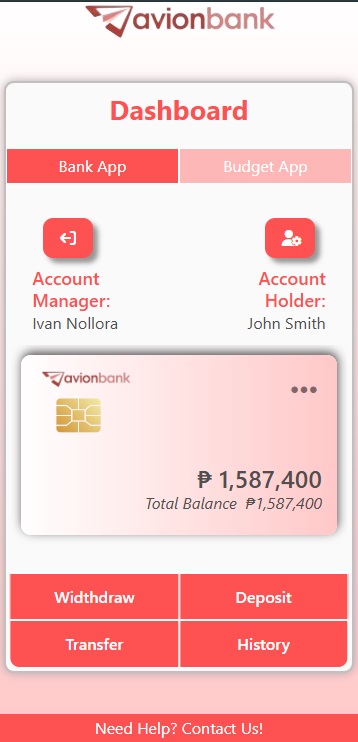 avionbank
Dashboard
Bank App
Budget App
Account Manager:
Ivan Nollora
Account Holder:
John Smith
avionbank
₱ 1,587,400
Total Balance ₱1,587,400
Widthdraw
Deposit
Transfer
History
Need Help? Contact Us!